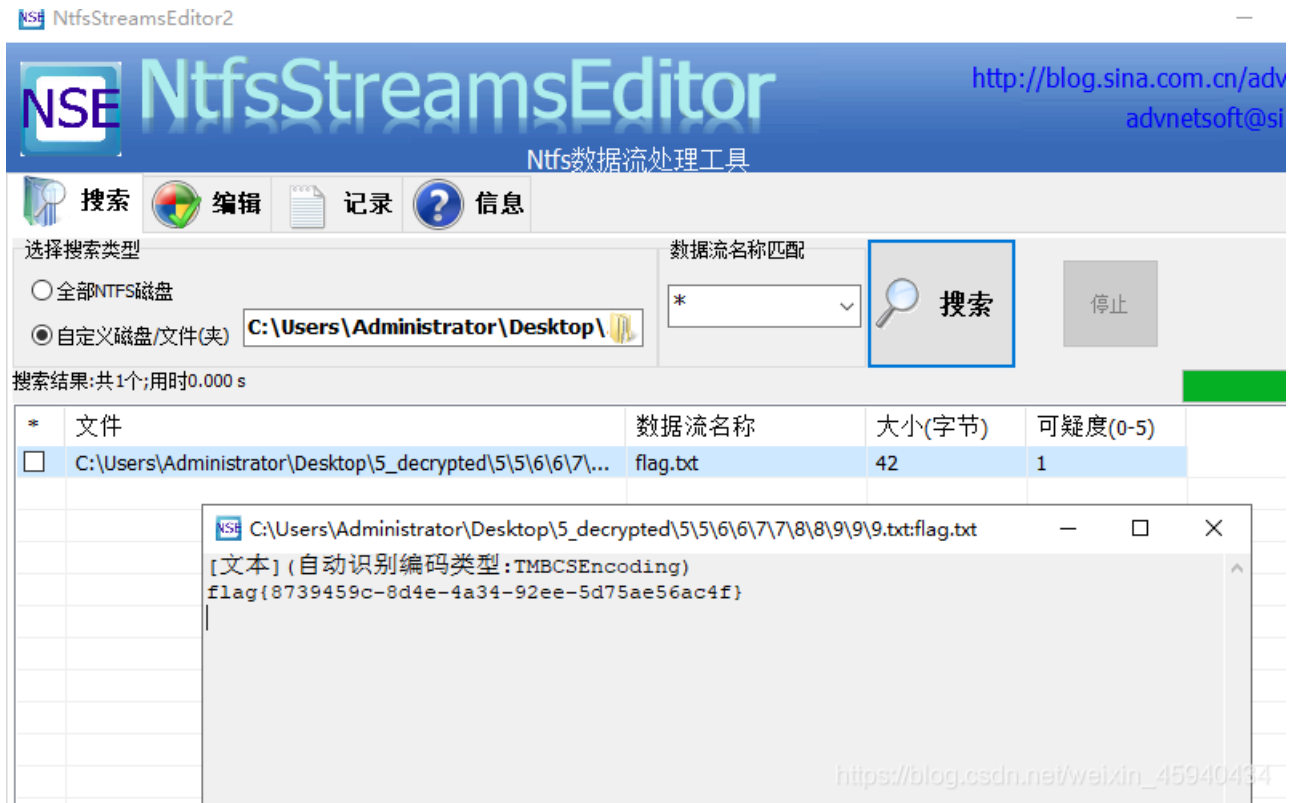 NSE NtfsStreamsEditor2
NSE NtfsStreamsEditor
http://blog.sina.com.cn/adv
advnetsoft@si
Ntfs数据流处理工具
搜索 编辑 记录 信息
选择搜索类型
全部NTFS磁盘
自定义磁盘/文件(夹) C:\Users\Administrator\Desktop\
数据流名称匹配
*
搜索
停止
搜索结果:共1个;用时0.000 s
* 文件 数据流名称 大小(字节) 可疑度(0-5)
C:\Users\Administrator\Desktop\5_decrypted\5\5\6\6\7\... flag.txt 42 1
NSE C:\Users\Administrator\Desktop\5_decrypted\5\5\6\6\7\7\8\8\9\9\9.txt:flag.txt
[文本](自动识别编码类型:TMBCSEncoding)
flag{8739459c-8d4e-4a34-92ee-5d75ae56ac4f}
https://blog.csdn.net/weixin_45940434